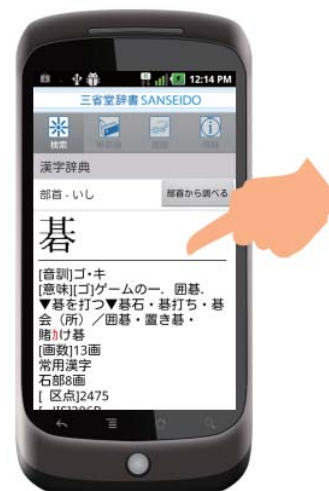 12:14 PM
三省堂辞書 SANSEIDO
検索
漢字辞典
部首 - いし
部首から調べる
碁
[音訓]ゴ・キ
[意味][ゴ]ゲームの一．囲碁．
▼碁を打つ▼碁石・碁打ち・碁
会（所）／囲碁・置き碁・
賭かけ碁
[画数]13画
常用漢字
石部8画
[ 区点]2475